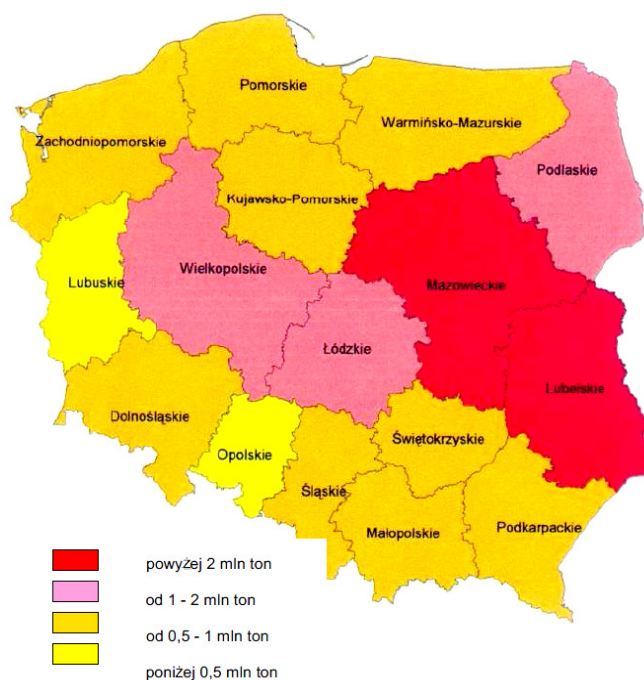 Pomorskie
Warmińsko-Mazurskie
Zachodniopomorskie
Podlaskie
Kujawsko-Pomorskie
Wielkopolskie
Lubuskie
Mazowieckie
Łódzkie
Lubelskie
Dolnośląskie
Świętokrzyskie
Opolskie
Śląskie
Podkarpackie
Małopolskie
powyżej 2 mln ton
od 1 - 2 mln ton
od 0,5 - 1 mln ton
poniżej 0,5 mln ton